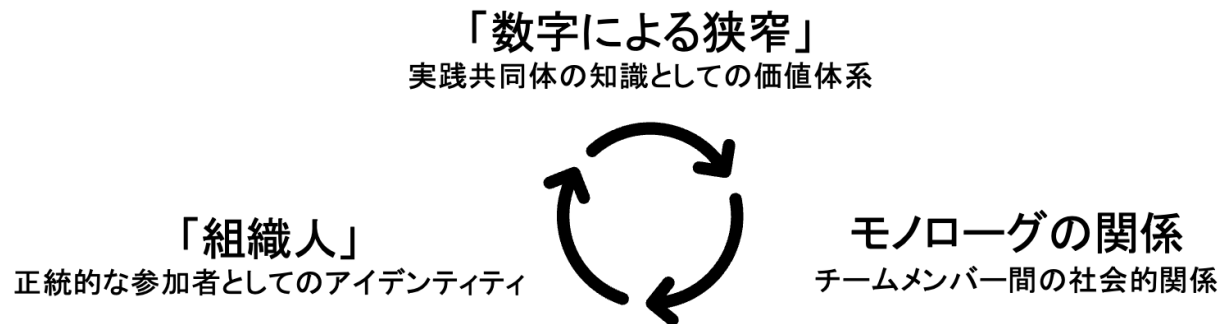 「数字による狭窄」
実践共同体の知識としての価値体系
「組織人」
正統的な参加者としてのアイデンティティ
モノローグの関係
チームメンバー間の社会的関係